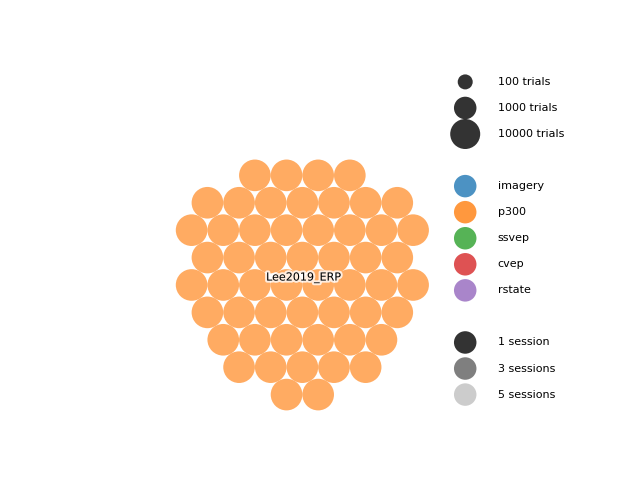 100 trials
1000 trials
10000 trials
imagery
p300
ssvep
Lee2019_ERP
cvep
rstate
1 session
3 sessions
5 sessions